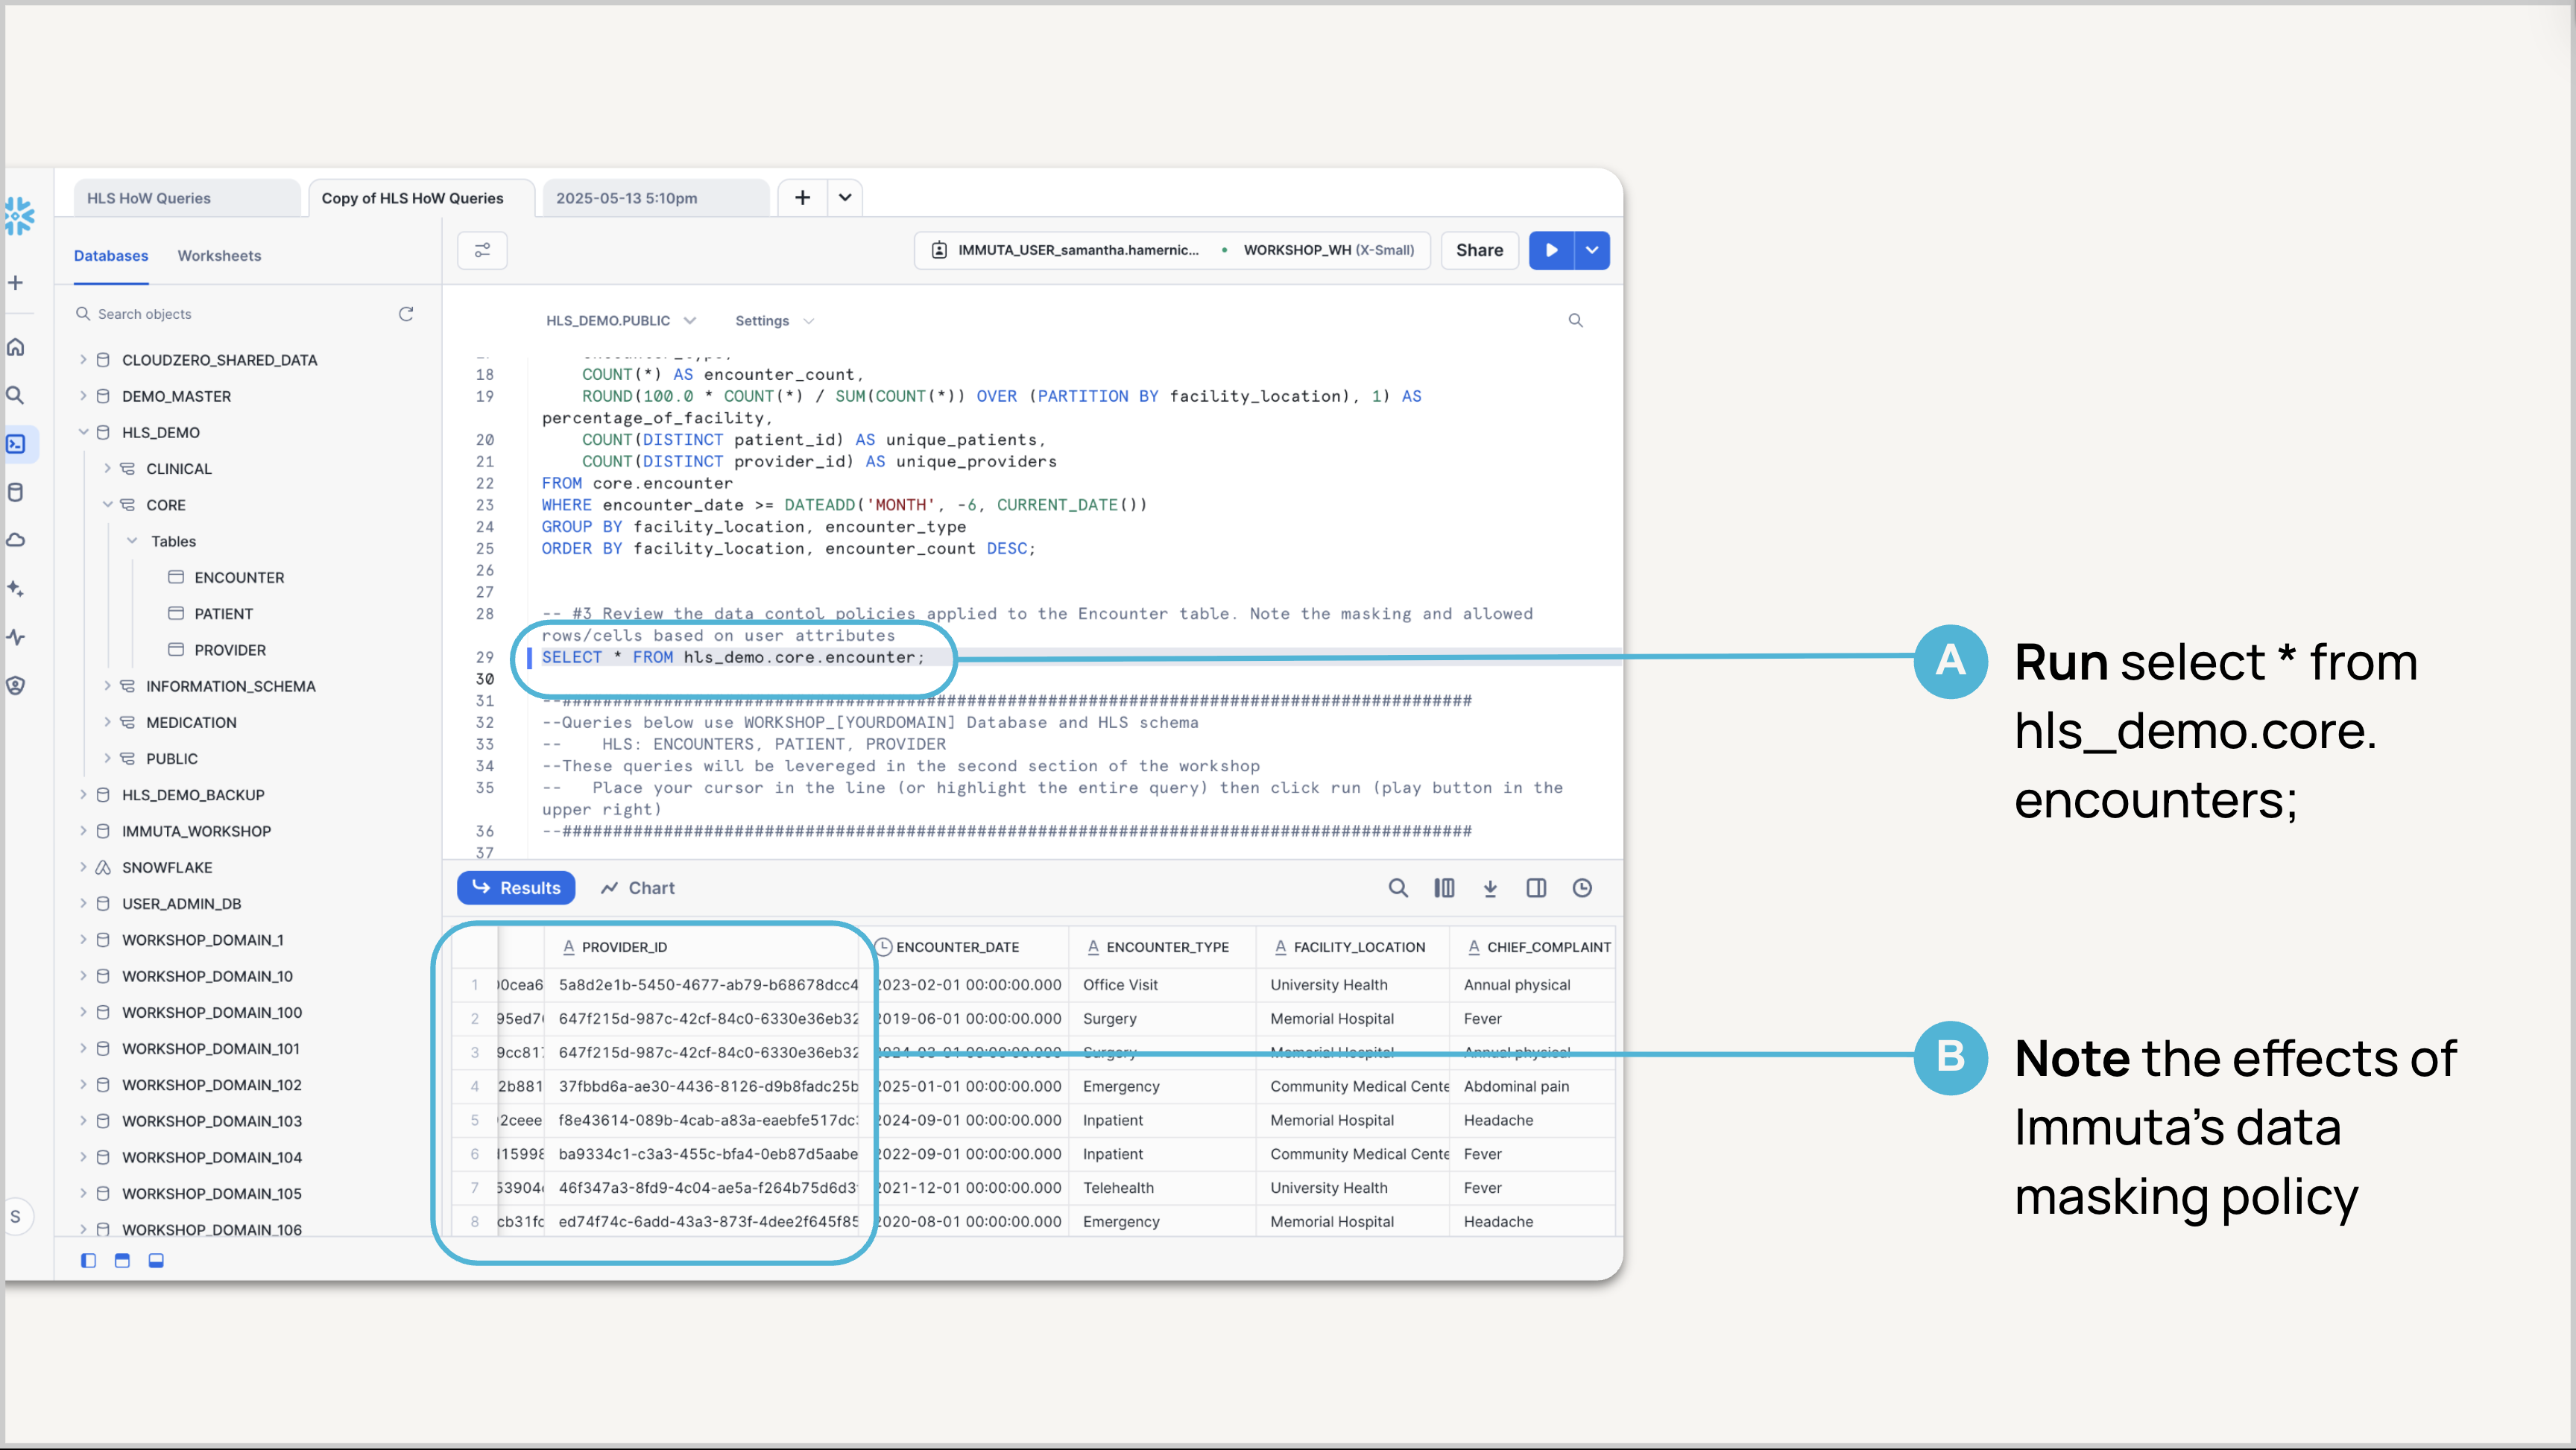 HLS HoW Queries
Copy of HLS HoW Queries
2025-05-13 5:10pm
Databases
Worksheets
IMMUTA_USER_samantha.hamernic...
WORKSHOP_WH (X-Small)
Share
Search objects
CLOUDZERO_SHARED_DATA
DEMO_MASTER
HLS_DEMO
CLINICAL
CORE
Tables
ENCOUNTER
PATIENT
PROVIDER
INFORMATION_SCHEMA
MEDICATION
PUBLIC
HLS_DEMO_BACKUP
IMMUTA_WORKSHOP
SNOWFLAKE
USER_ADMIN_DB
WORKSHOP_DOMAIN_1
WORKSHOP_DOMAIN_10
WORKSHOP_DOMAIN_100
WORKSHOP_DOMAIN_101
WORKSHOP_DOMAIN_102
WORKSHOP_DOMAIN_103
WORKSHOP_DOMAIN_104
WORKSHOP_DOMAIN_105
WORKSHOP_DOMAIN_106
S
HLS_DEMO.PUBLIC
Settings
18 COUNT(*) AS encounter_count,
19 ROUND(100.0 * COUNT(*) / SUM(COUNT(*)) OVER (PARTITION BY facility_location), 1) AS
percentage_of_facility,
20 COUNT(DISTINCT patient_id) AS unique_patients,
21 COUNT(DISTINCT provider_id) AS unique_providers
22 FROM core.encounter
23 WHERE encounter_date >= DATEADD('MONTH', -6, CURRENT_DATE())
24 GROUP BY facility_location, encounter_type
25 ORDER BY facility_location, encounter_count DESC;
26
27
28 -- #3 Review the data contol policies applied to the Encounter table. Note the masking and allowed
rows/cells based on user attributes
29 SELECT * FROM hls_demo.core.encounter;
30
31 --##########################################################################################
32 --Queries below use WORKSHOP_[YOURDOMAIN] Database and HLS schema
33 -- HLS: ENCOUNTERS, PATIENT, PROVIDER
34 --These queries will be levereged in the second section of the workshop
35 -- Place your cursor in the line (or highlight the entire query) then click run (play button in the
upper right)
36 --##########################################################################################
37
Results
Chart
PROVIDER_ID ENCOUNTER_DATE ENCOUNTER_TYPE FACILITY_LOCATION CHIEF_COMPLAINT
1 0cea6 5a8d2e1b-5450-4677-ab79-b68678dcc4 2023-02-01 00:00:00.000 Office Visit University Health Annual physical
2 95ed7 647f215d-987c-42cf-84c0-6330e36eb32 2019-06-01 00:00:00.000 Surgery Memorial Hospital Fever
3 9cc81 647f215d-987c-42cf-84c0-6330e36eb32 2024-03-01 00:00:00.000 Surgery Memorial Hospital Annual physical
4 2b881 37fbbd6a-ae30-4436-8126-d9b8fadc25b 2025-01-01 00:00:00.000 Emergency Community Medical Cente Abdominal pain
5 2ceee f8e43614-089b-4cab-a83a-eaebfe517dc 2024-09-01 00:00:00.000 Inpatient Memorial Hospital Headache
6 15998 ba9334c1-c3a3-455c-bfa4-0eb87d5aabe 2022-09-01 00:00:00.000 Inpatient Community Medical Cente Fever
7 53904 46f347a3-8fd9-4c04-ae5a-f264b75d6d3 2021-12-01 00:00:00.000 Telehealth University Health Fever
8 cb31fc ed74f74c-6add-43a3-873f-4dee2f645f85 2020-08-01 00:00:00.000 Emergency Memorial Hospital Headache
A
Run select * from
hls_demo.core.
encounters;
B
Note the effects of
Immuta's data
masking policy